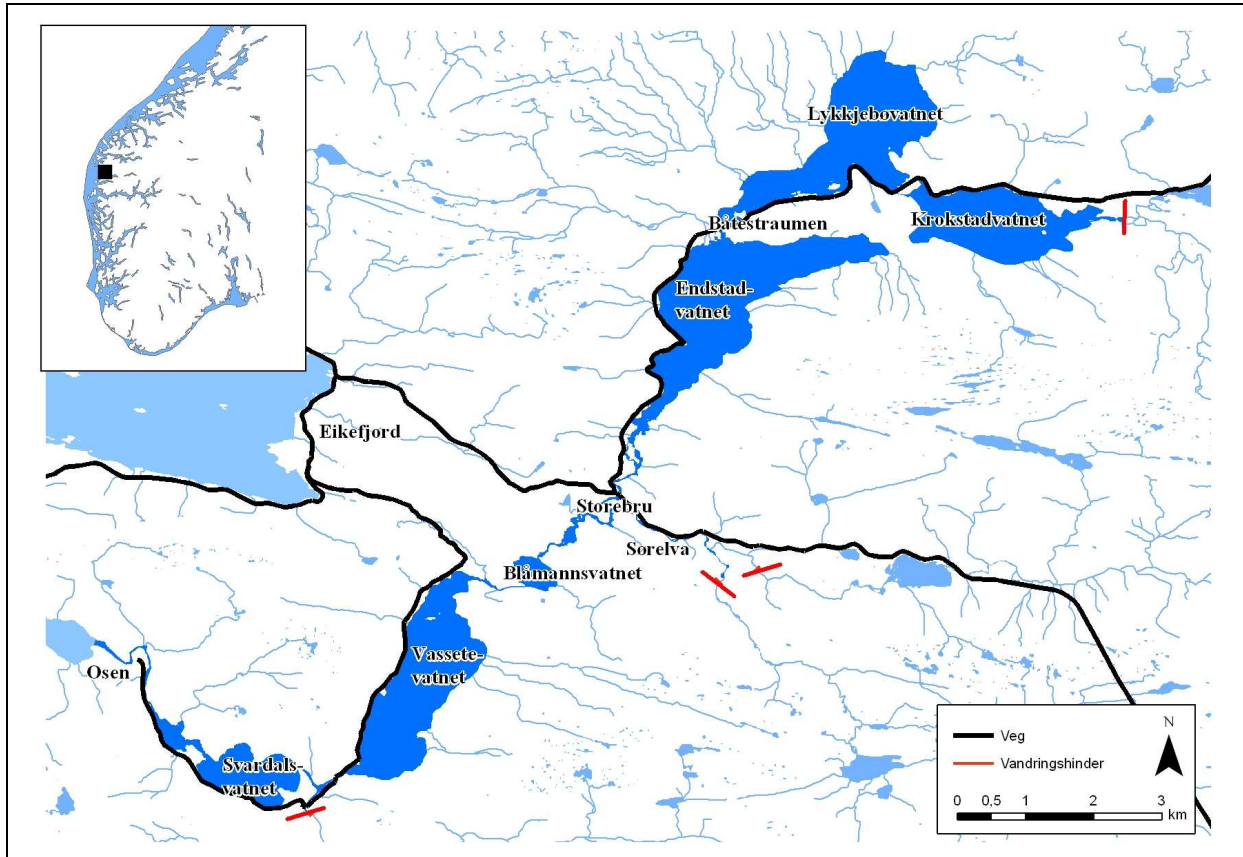 Lykkjebøvatnet
Båtestraumen
Krokstadvatnet
Endstad-
vatnet
Eikefjord
Storebru
Sørelva
Blåmannsvatnet
Vassete-
vatnet
Osen
Svardals-
vatnet
Veg
Vandringshinder
N
0 0,5 1 2 3
km